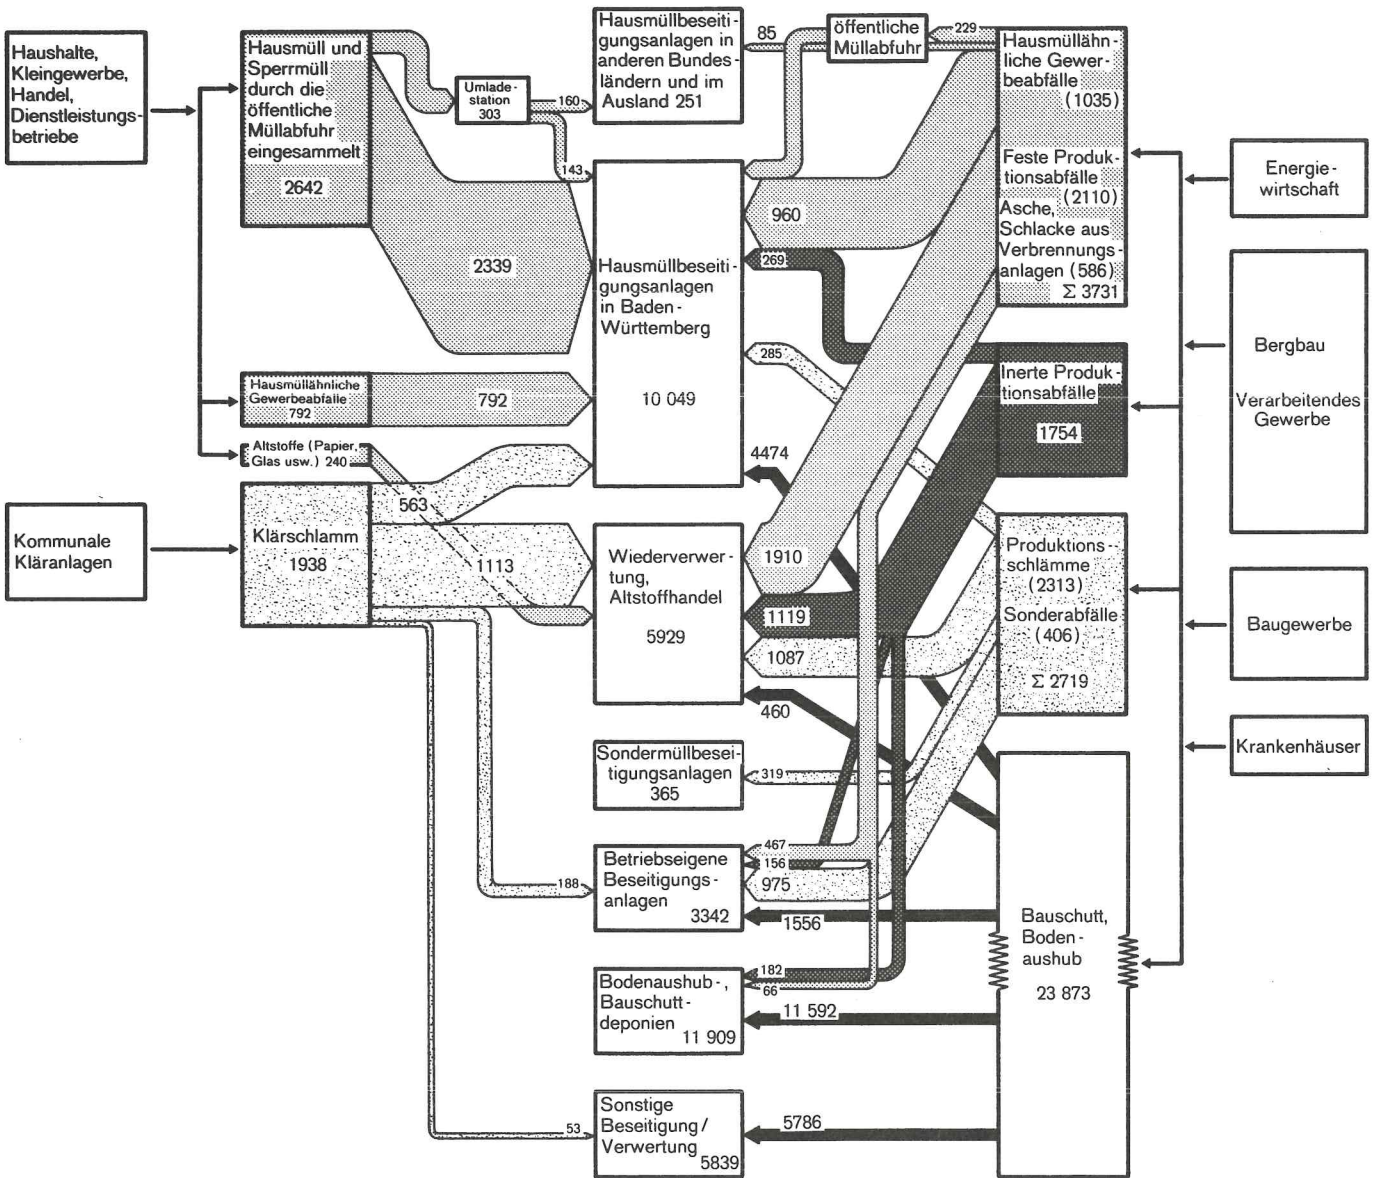 Haushalte,
Kleingewerbe,
Handel,
Dienstleistungs-
betriebe
Kommunale
Kläranlagen
Hausmüll und
Sperrmüll
durch die
öffentliche
Müllabfuhr
eingesammelt
2642
Hausmüllähnliche
Gewerbeabfälle
792
Altstoffe (Papier,
Glas usw.) 240
Klärschlamm
1938
Umlade-
station
303
160
143
2339
792
563
1113
188
53
Hausmüllbeseiti-
gungsanlagen in
anderen Bundes-
ländern und im
Ausland 251
Hausmüllbeseiti-
gungsanlagen
in Baden-
Württemberg
10 049
Wiederverwer-
tung,
Altstoffhandel
5929
Sondermüllbesei-
tigungsanlagen
365
Betriebseigene
Beseitigungs-
anlagen
3342
Bodenaushub-,
Bauschutt-
deponien
11 909
Sonstige
Beseitigung/
Verwertung
5839
85
öffentliche
Müllabfuhr
229
960
269
285
4474
1910
1119
1087
460
319
467
156
975
1556
182
66
11 592
5786
Hausmüllähn-
liche Gewer-
beabfälle
(1035)
Feste Produk-
tionsabfälle
(2110)
Asche,
Schlacke aus
Verbrennungs-
anlagen (586)
Σ 3731
Inerte Produk-
tionsabfälle
1754
Produktions-
schlämme
(2313)
Sonderabfälle
(406)
Σ 2719
Bauschutt,
Boden-
aushub
23 873
Energie-
wirtschaft
Bergbau
Verarbeitendes
Gewerbe
Baugewerbe
Krankenhäuser